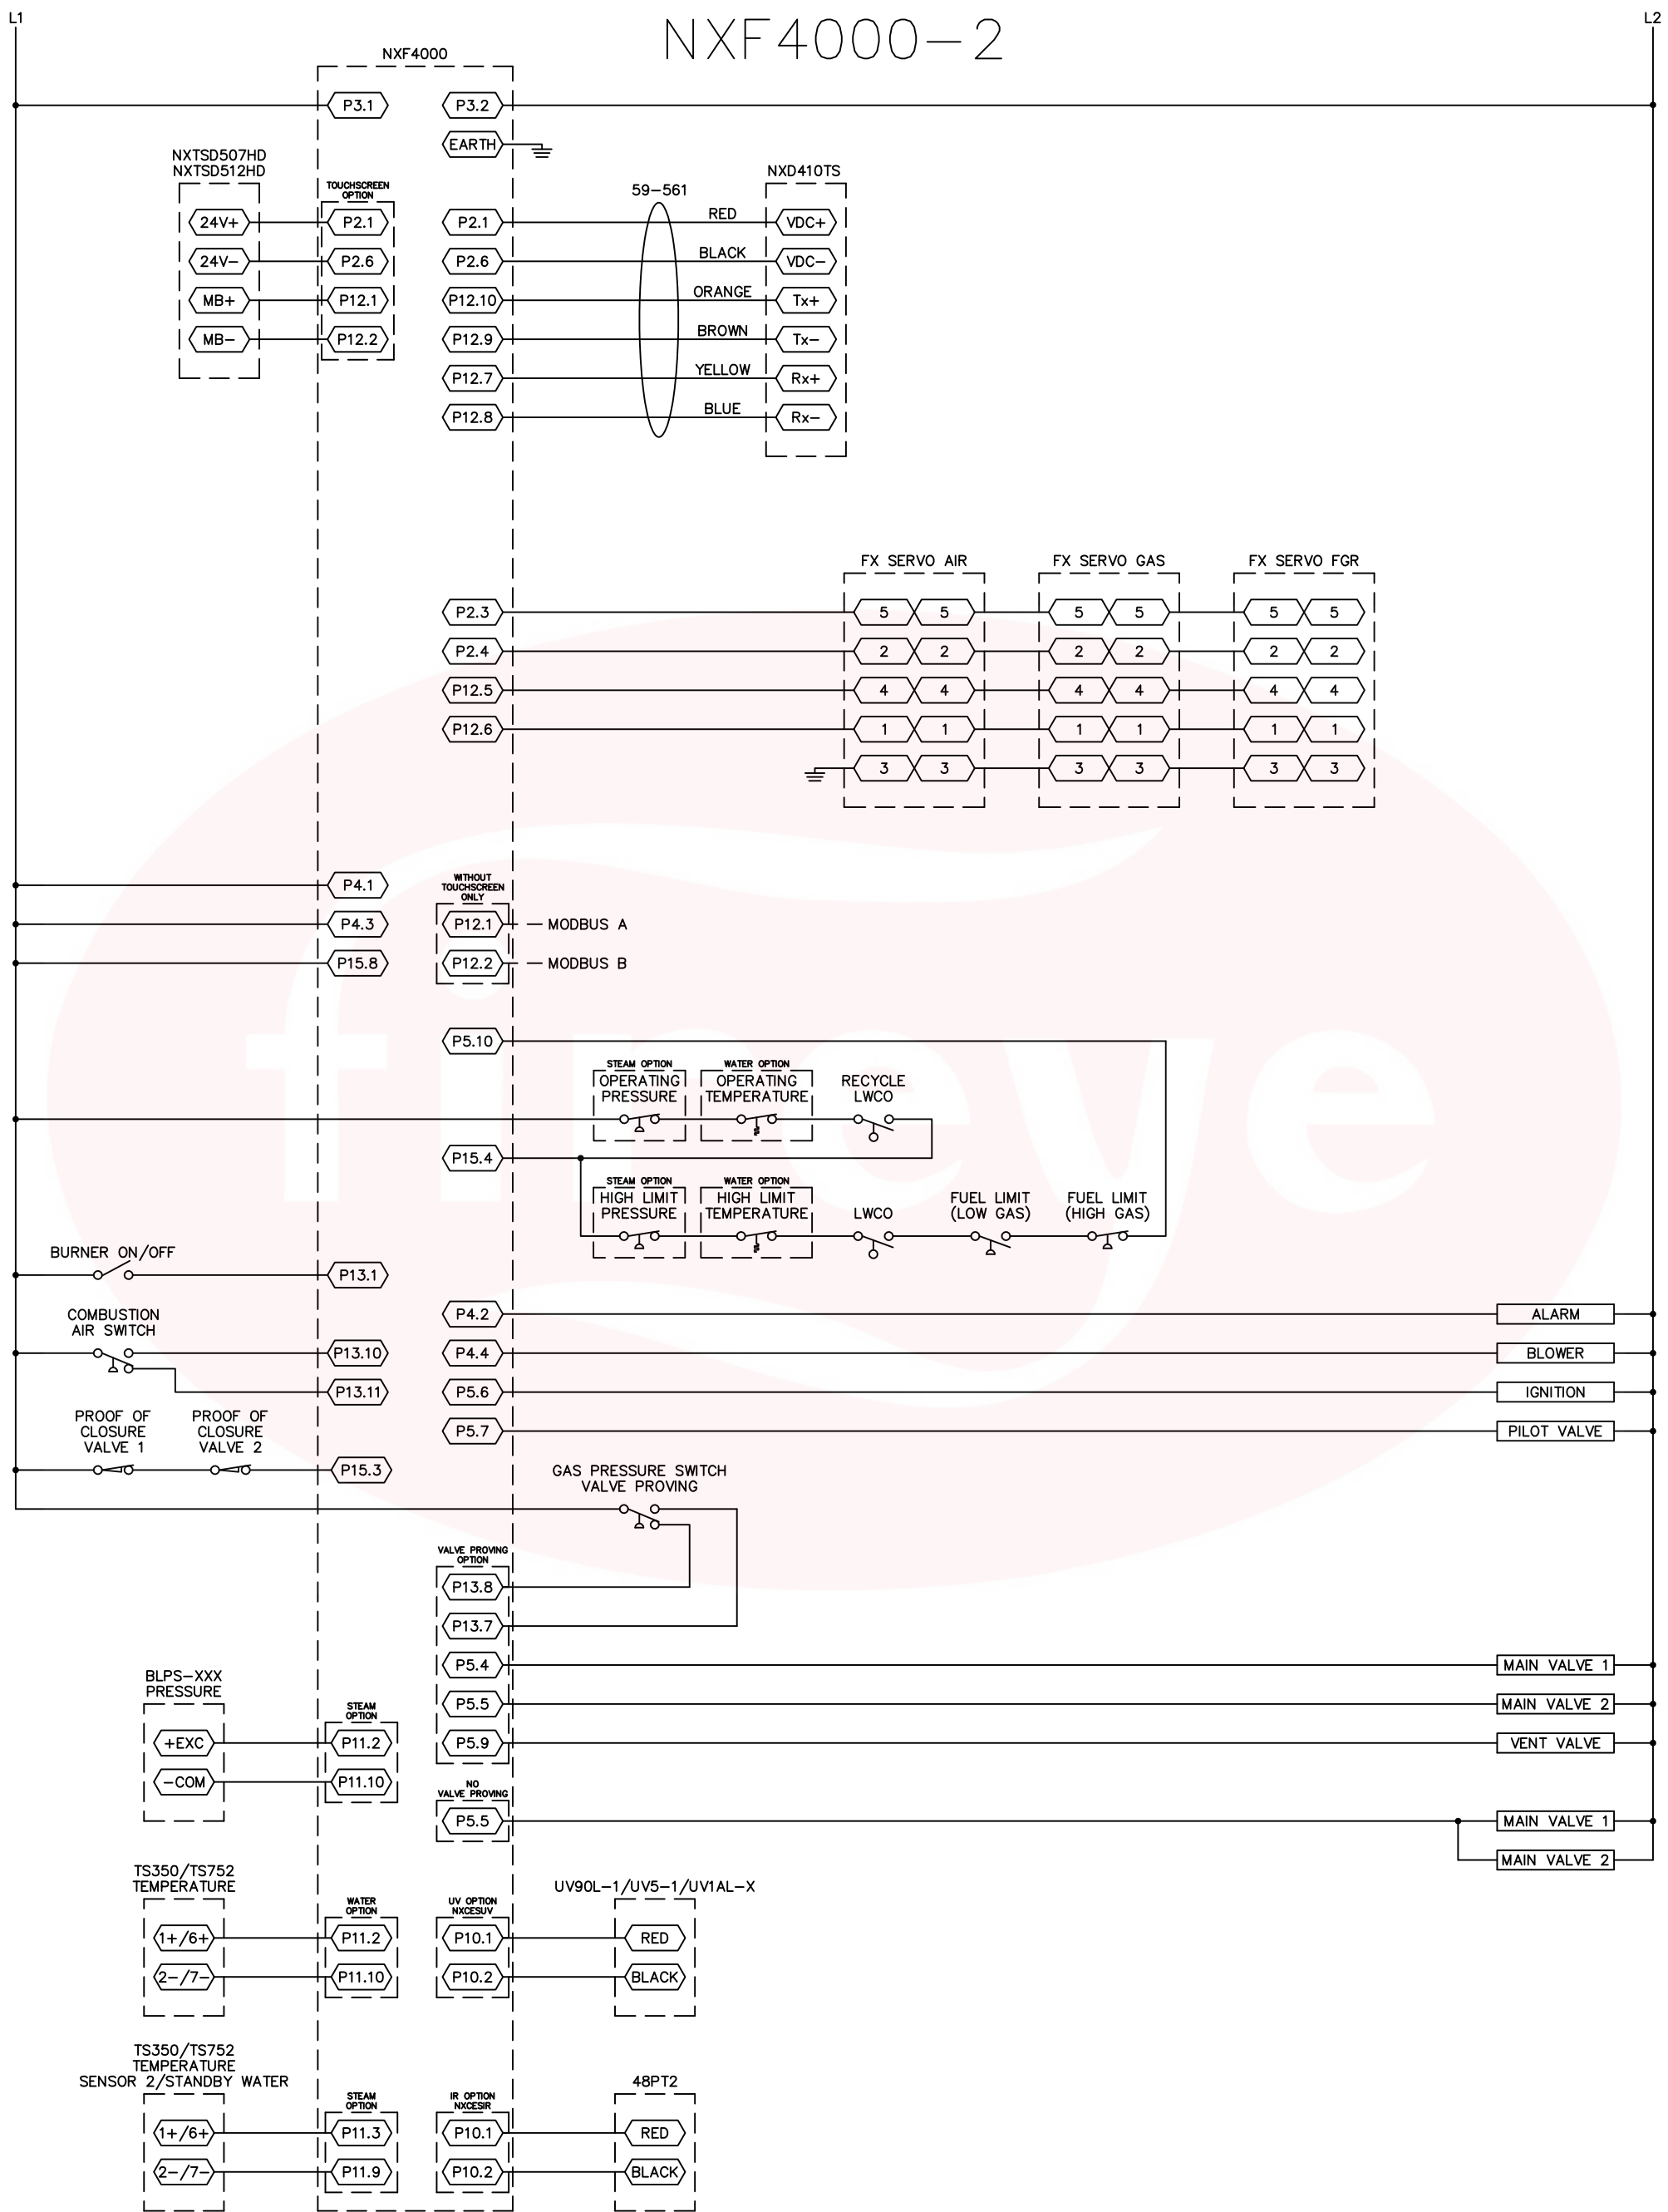 L1
NXF4000-2
L2
NXF4000
P3.1
P3.2
EARTH
NXTSD507HD
NXTSD512HD
TOUCHSCREEN
OPTION
59-561
NXD410TS
24V+
P2.1
P2.1
RED
VDC+
24V-
P2.6
P2.6
BLACK
VDC-
MB+
P12.1
P12.10
ORANGE
Tx+
MB-
P12.2
P12.9
BROWN
Tx-
P12.7
YELLOW
Rx+
P12.8
BLUE
Rx-
FX SERVO AIR
FX SERVO GAS
FX SERVO FGR
P2.3
5 5 5 5 5 5
P2.4
2 2 2 2 2 2
P12.5
4 4 4 4 4 4
P12.6
1 1 1 1 1 1
3 3 3 3 3 3
P4.1
WITHOUT
TOUCHSCREEN
ONLY
P4.3
P12.1
MODBUS A
P15.8
P12.2
MODBUS B
fireye
P5.10
STEAM OPTION
OPERATING
PRESSURE
WATER OPTION
OPERATING
TEMPERATURE
RECYCLE
LWCO
P15.4
STEAM OPTION
HIGH LIMIT
PRESSURE
WATER OPTION
HIGH LIMIT
TEMPERATURE
LWCO
FUEL LIMIT
(LOW GAS)
FUEL LIMIT
(HIGH GAS)
BURNER ON/OFF
P13.1
COMBUSTION
AIR SWITCH
P4.2
ALARM
P13.10
P4.4
BLOWER
P13.11
P5.6
IGNITION
PROOF OF
CLOSURE
VALVE 1
PROOF OF
CLOSURE
VALVE 2
P5.7
PILOT VALVE
P15.3
GAS PRESSURE SWITCH
VALVE PROVING
VALVE PROVING
OPTION
P13.8
P13.7
P5.4
MAIN VALVE 1
BLPS-XXX
PRESSURE
STEAM
OPTION
P5.5
MAIN VALVE 2
+EXC
P11.2
P5.9
VENT VALVE
-COM
P11.10
NO
VALVE PROVING
P5.5
MAIN VALVE 1
MAIN VALVE 2
TS350/TS752
TEMPERATURE
WATER
OPTION
UV OPTION
NXCESUV
UV90L-1/UV5-1/UV1AL-X
1+/6+
P11.2
P10.1
RED
2-/7-
P11.10
P10.2
BLACK
TS350/TS752
TEMPERATURE
SENSOR 2/STANDBY WATER
STEAM
OPTION
IR OPTION
NXCESIR
48PT2
1+/6+
P11.3
P10.1
RED
2-/7-
P11.9
P10.2
BLACK